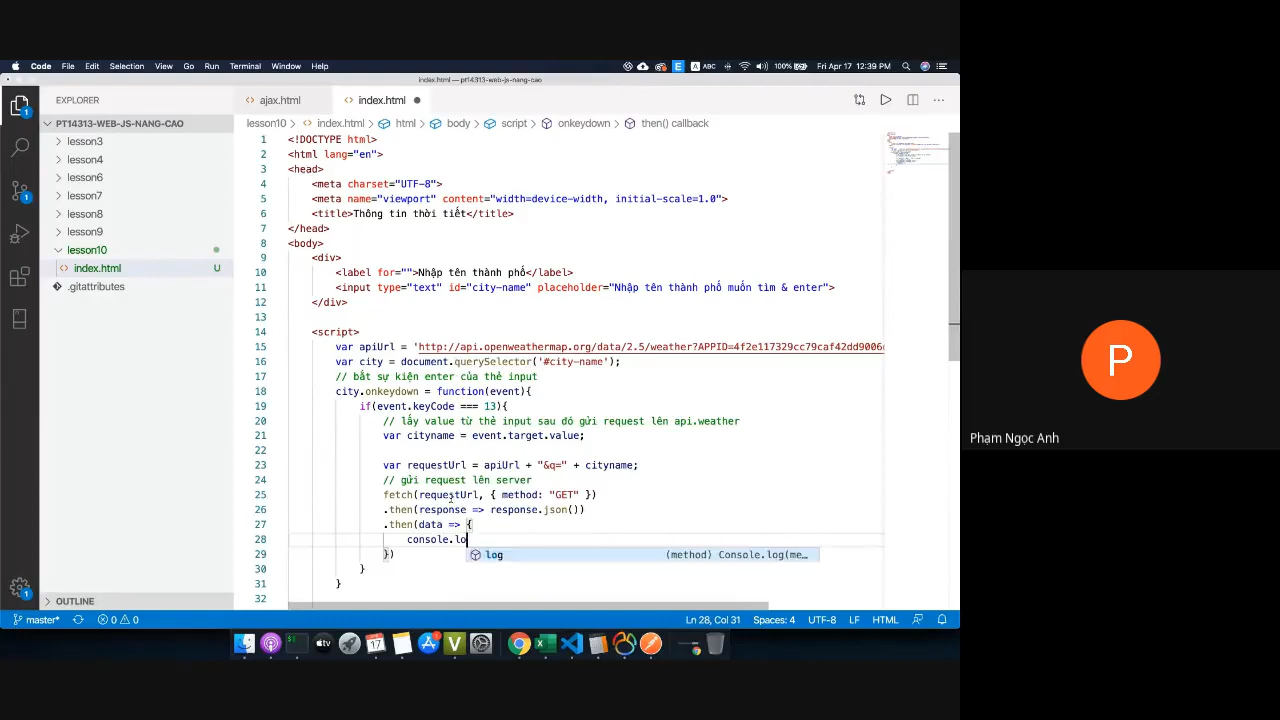 Code File Edit Selection View Go Run Terminal Window Help
E A ABC 100% Fri Apr 17 12:39 PM
index.html — pt14313-web-js-nang-cao
EXPLORER
ajax.html
index.html
PT14313-WEB-JS-NANG-CAO
lesson3
lesson4
lesson6
lesson7
lesson8
lesson9
lesson10
index.html U
.gitattributes
OUTLINE
lesson10 > index.html > html > body > script > onkeydown > then() callback
1 <!DOCTYPE html>
2 <html lang="en">
3 <head>
4 <meta charset="UTF-8">
5 <meta name="viewport" content="width=device-width, initial-scale=1.0">
6 <title>Thông tin thời tiết</title>
7 </head>
8 <body>
9 <div>
10 <label for="">Nhập tên thành phố</label>
11 <input type="text" id="city-name" placeholder="Nhập tên thành phố muốn tìm & enter">
12 </div>
13
14 <script>
15 var apiUrl = 'http://api.openweathermap.org/data/2.5/weather?APPID=4f2e117329cc79caf42dd9006
16 var city = document.querySelector('#city-name');
17 // bắt sự kiện enter của thẻ input
18 city.onkeydown = function(event){
19 if(event.keyCode === 13){
20 // lấy value từ thẻ input sau đó gửi request lên api.weather
21 var cityname = event.target.value;
22
23 var requestUrl = apiUrl + "&q=" + cityname;
24 // gửi request lên server
25 fetch(requestUrl, { method: "GET" })
26 .then(response => response.json())
27 .then(data => {
28 console.lo
log (method) Console.log(me…
29 })
30 }
31 }
32
master* 0 0 Ln 28, Col 31 Spaces: 4 UTF-8 LF HTML
P
Phạm Ngọc Anh